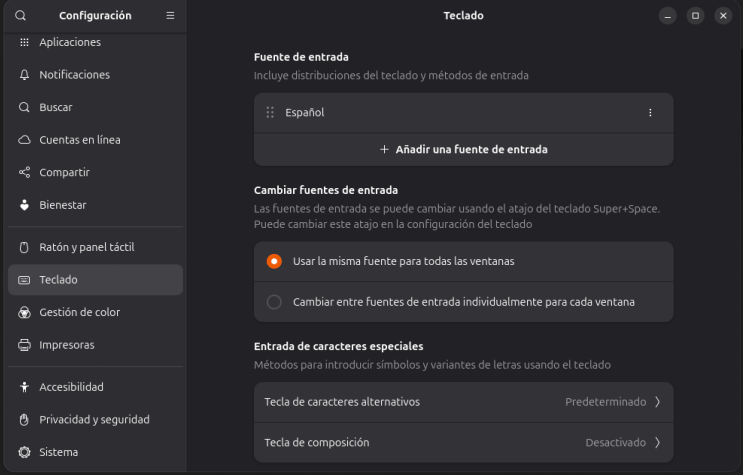 Configuración
Aplicaciones
Notificaciones
Buscar
Cuentas en línea
Compartir
Bienestar
Ratón y panel táctil
Teclado
Gestión de color
Impresoras
Accesibilidad
Privacidad y seguridad
Sistema
Teclado
Fuente de entrada
Incluye distribuciones del teclado y métodos de entrada
Español
+ Añadir una fuente de entrada
Cambiar fuentes de entrada
Las fuentes de entrada se puede cambiar usando el atajo del teclado Super+Space.
Puede cambiar este atajo en la configuración del teclado
Usar la misma fuente para todas las ventanas
Cambiar entre fuentes de entrada individualmente para cada ventana
Entrada de caracteres especiales
Métodos para introducir símbolos y variantes de letras usando el teclado
Tecla de caracteres alternativos Predeterminado
Tecla de composición Desactivado